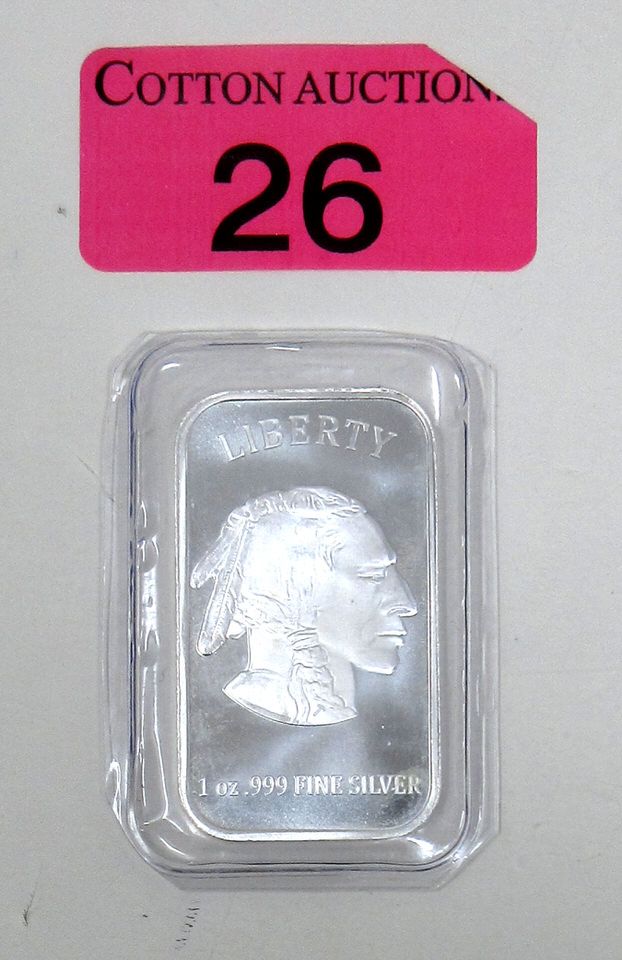 COTTON AUCTION
26
LIBERTY
1 oz .999 FINE SILVER